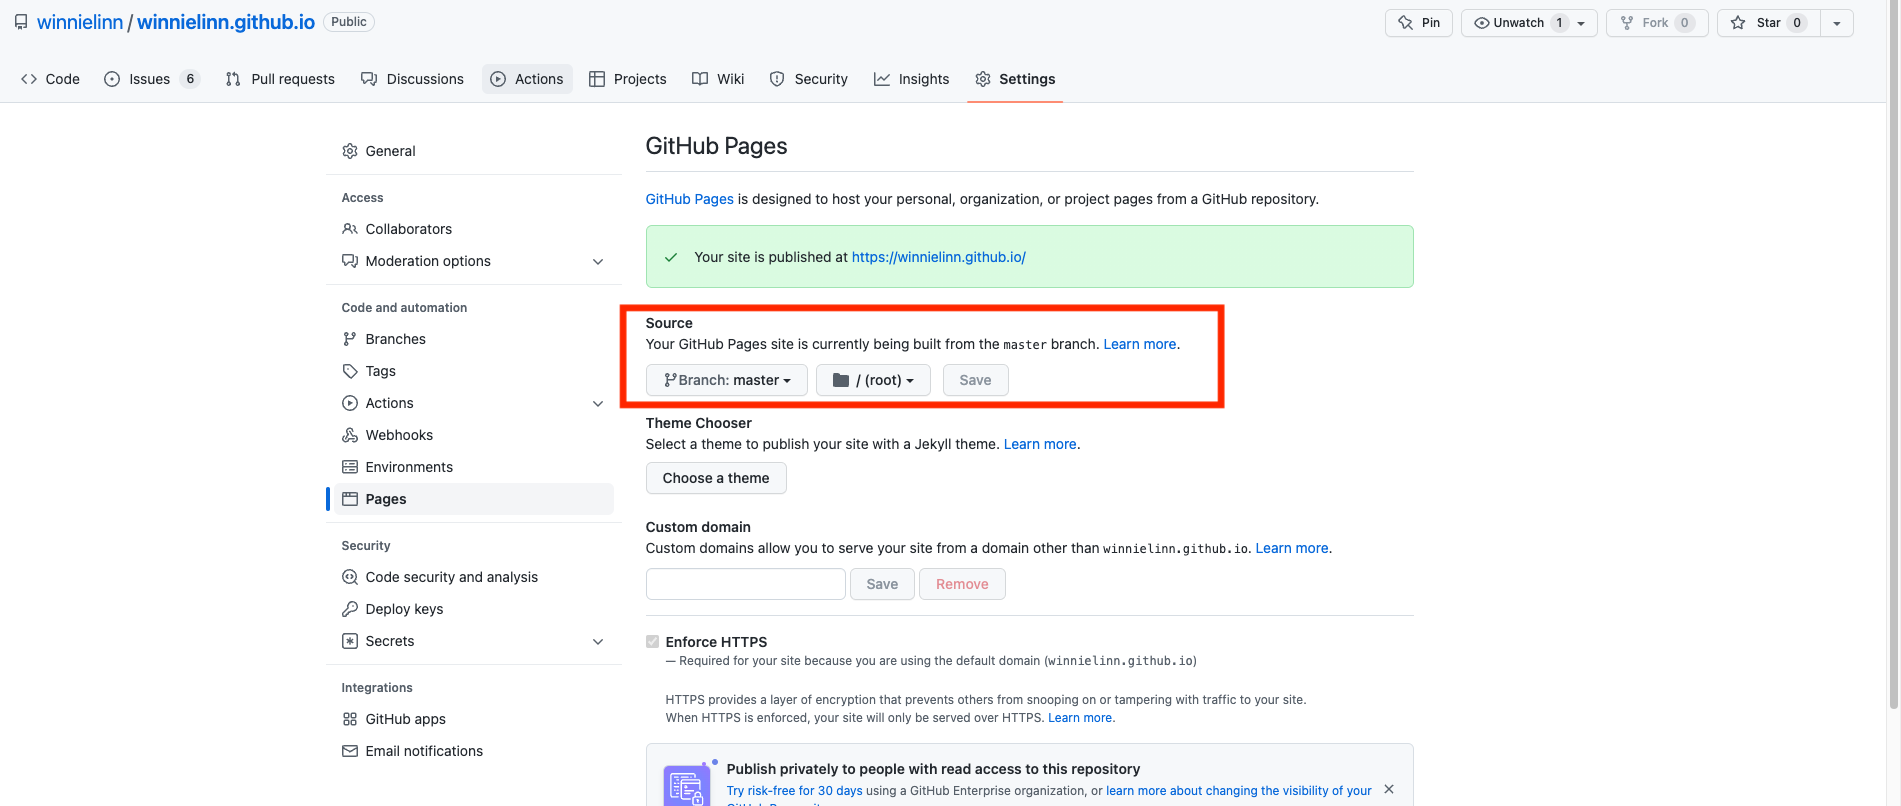 winnielinn / winnielinn.github.io Public
Pin Unwatch 1 Fork 0 Star 0
Code Issues 6 Pull requests Discussions Actions Projects Wiki Security Insights Settings
General
Access
Collaborators
Moderation options
Code and automation
Branches
Tags
Actions
Webhooks
Environments
Pages
Security
Code security and analysis
Deploy keys
Secrets
Integrations
GitHub apps
Email notifications
GitHub Pages
GitHub Pages is designed to host your personal, organization, or project pages from a GitHub repository.
Your site is published at https://winnielinn.github.io/
Source
Your GitHub Pages site is currently being built from the master branch. Learn more.
Branch: master / (root) Save
Theme Chooser
Select a theme to publish your site with a Jekyll theme. Learn more.
Choose a theme
Custom domain
Custom domains allow you to serve your site from a domain other than winnielinn.github.io. Learn more.
Save Remove
Enforce HTTPS
— Required for your site because you are using the default domain (winnielinn.github.io)
HTTPS provides a layer of encryption that prevents others from snooping on or tampering with traffic to your site.
When HTTPS is enforced, your site will only be served over HTTPS. Learn more.
Publish privately to people with read access to this repository
Try risk-free for 30 days using a GitHub Enterprise organization, or learn more about changing the visibility of your